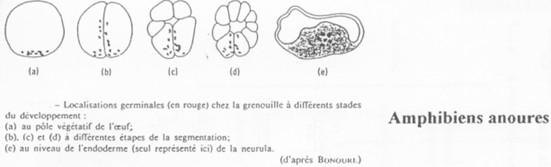 (a) (b) (c) (d) (e)
– Localisations germinales (en rouge) chez la grenouille à différents stades
du développement :
(a) au pôle végétatif de l'œuf;
(b), (c) et (d) à différentes étapes de la segmentation;
(e) au niveau de l'endoderme (seul représenté ici) de la neurula.
(d'après BONOURE.)
Amphibiens anoures